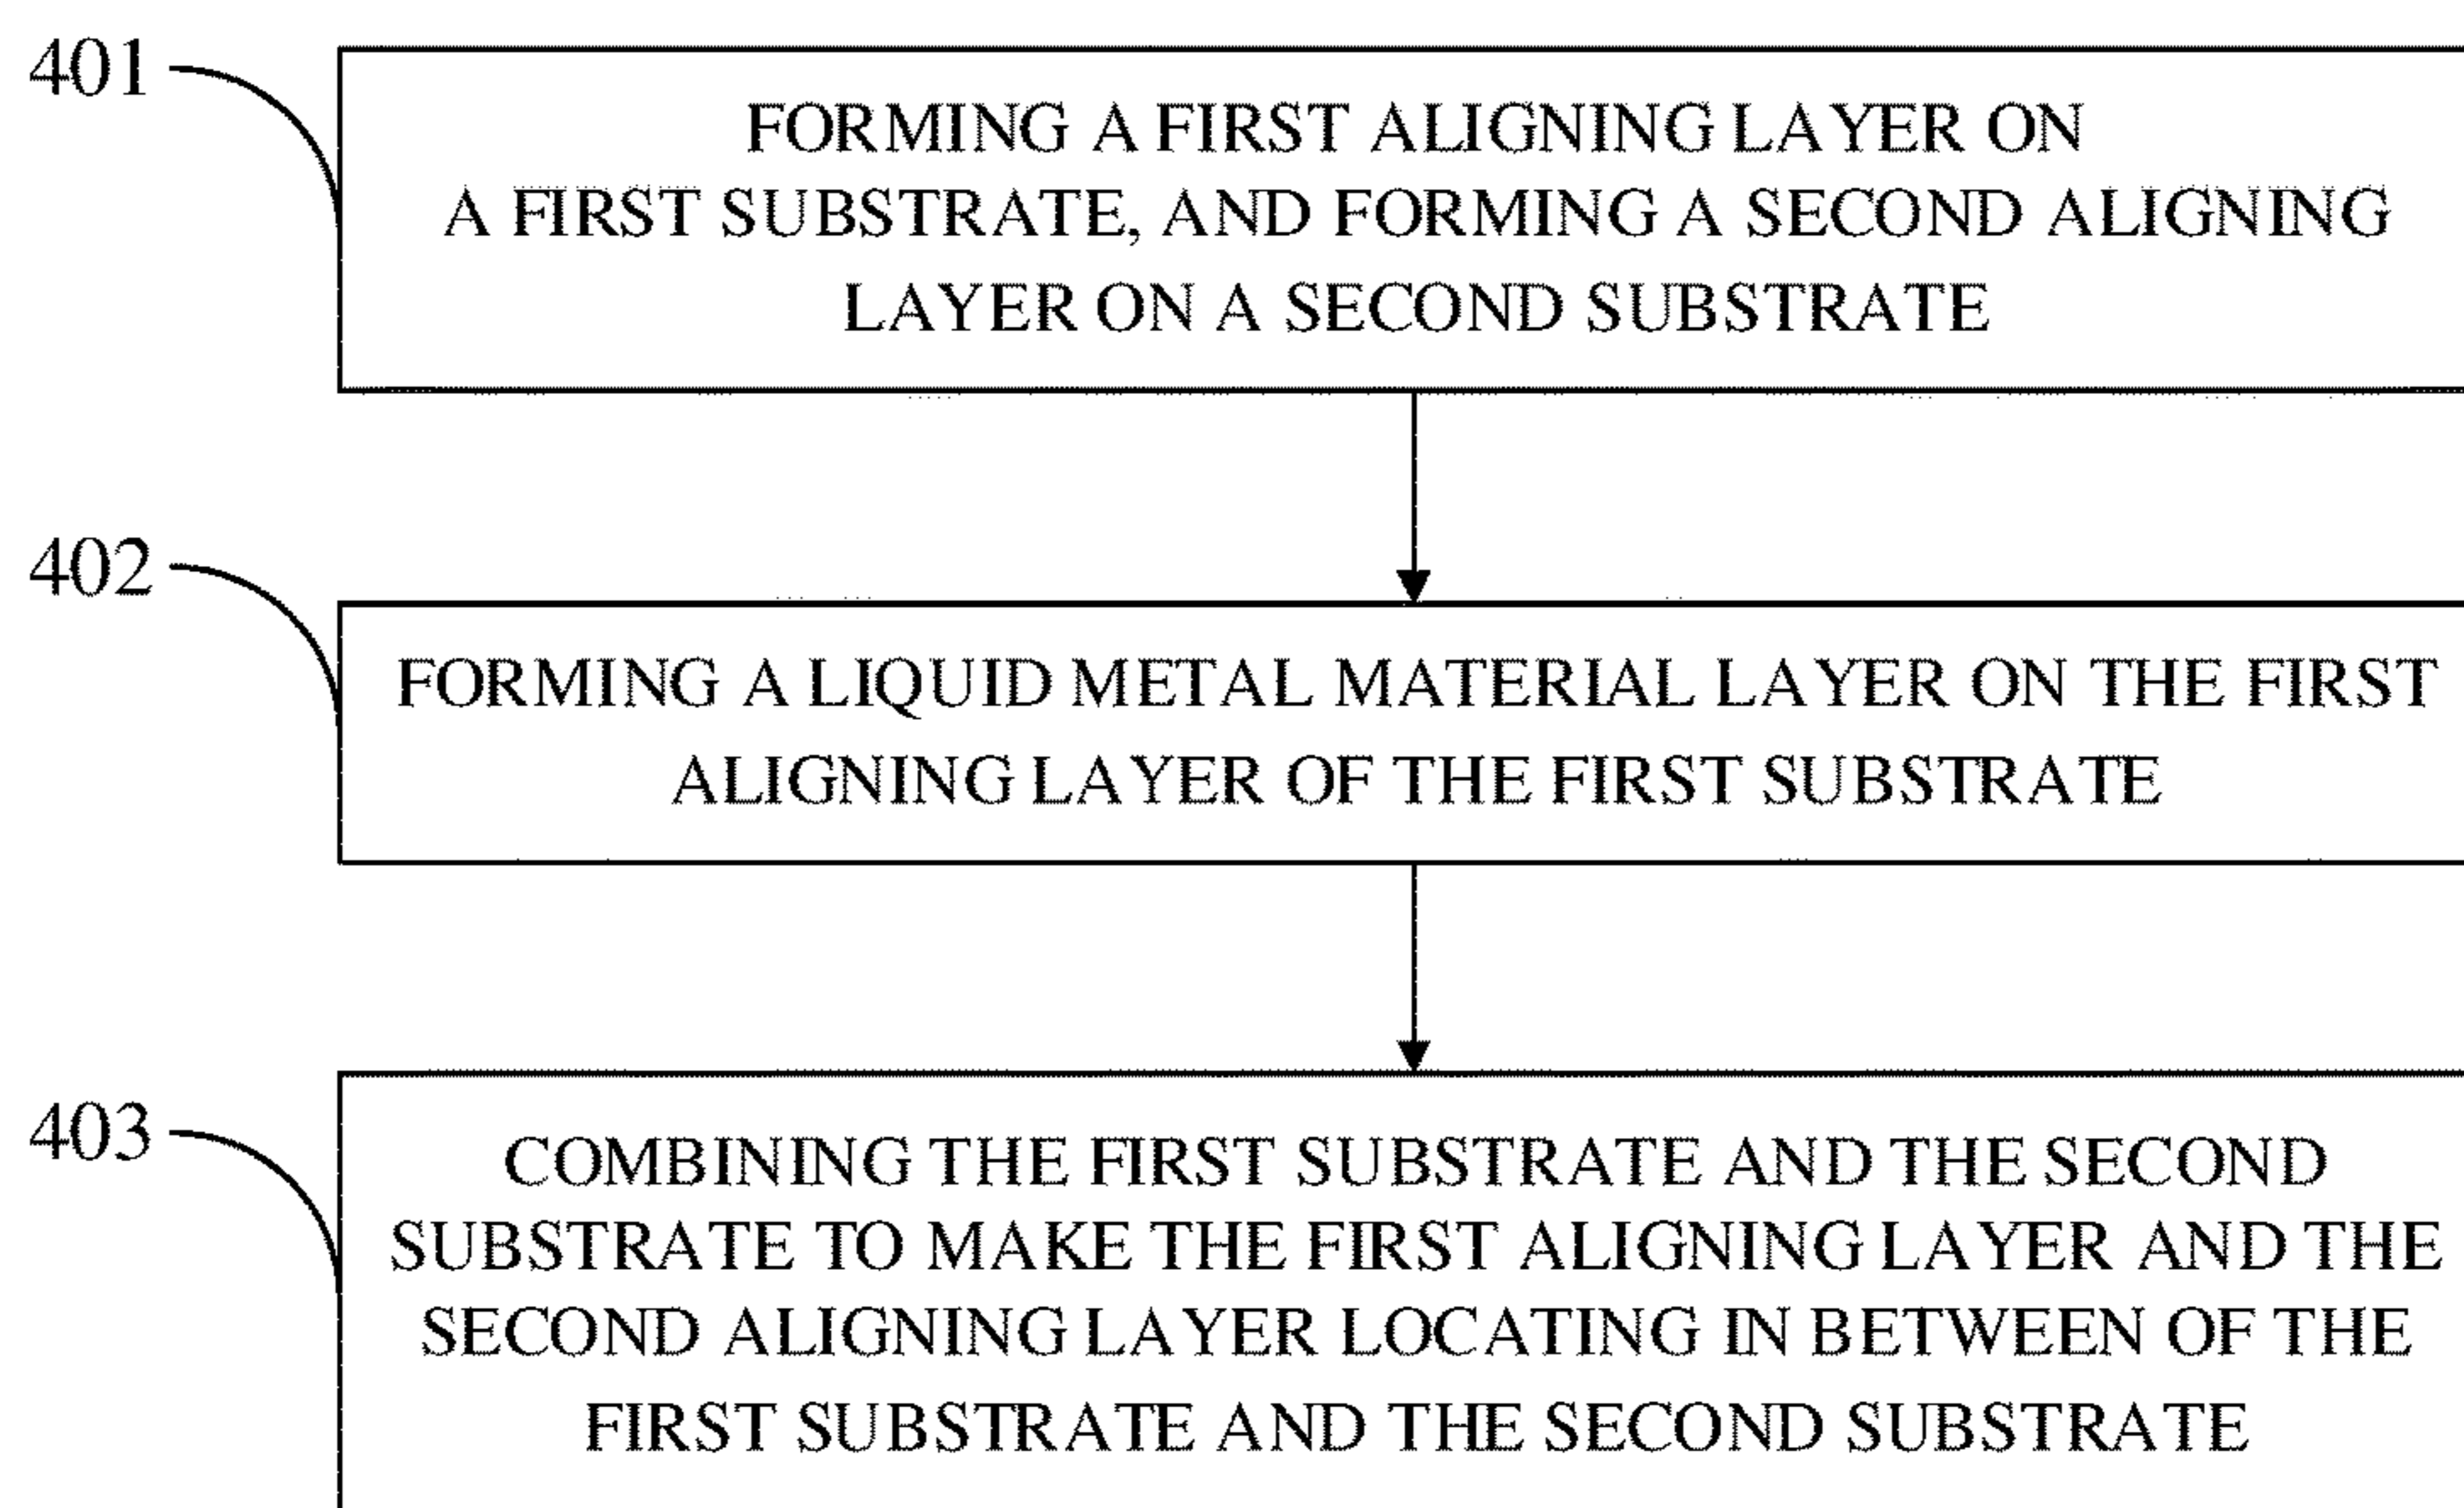 401
FORMING A FIRST ALIGNING LAYER ON
A FIRST SUBSTRATE, AND FORMING A SECOND ALIGNING
LAYER ON A SECOND SUBSTRATE
402
FORMING A LIQUID METAL MATERIAL LAYER ON THE FIRST
ALIGNING LAYER OF THE FIRST SUBSTRATE
403
COMBINING THE FIRST SUBSTRATE AND THE SECOND
SUBSTRATE TO MAKE THE FIRST ALIGNING LAYER AND THE
SECOND ALIGNING LAYER LOCATING IN BETWEEN OF THE
FIRST SUBSTRATE AND THE SECOND SUBSTRATE